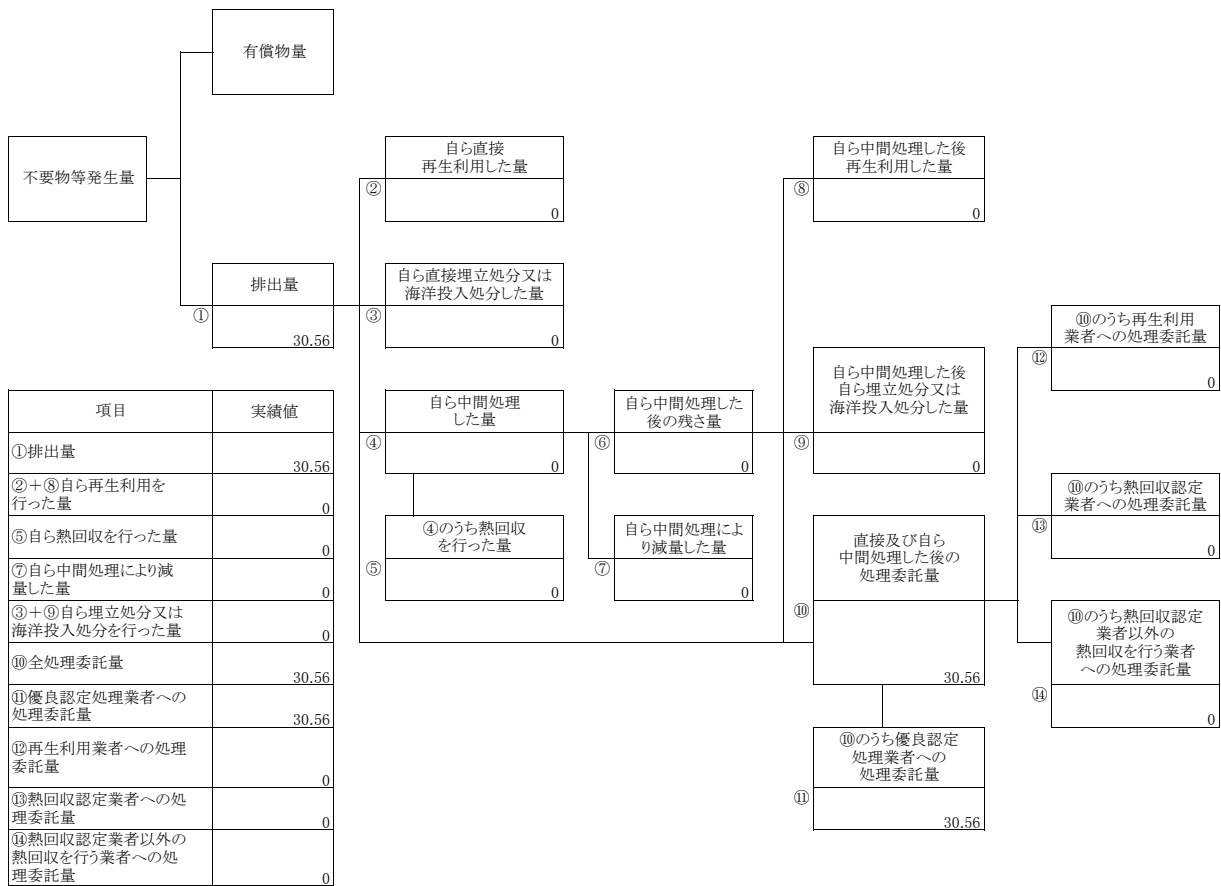 有償物量
不要物等発生量
排出量
①
30.56
自ら直接
再生利用した量
②
0
自ら直接埋立処分又は
海洋投入処分した量
③
0
自ら中間処理
した量
④
0
④のうち熱回収
を行った量
⑤
0
自ら中間処理した
後の残さ量
⑥
0
自ら中間処理によ
り減量した量
⑦
0
自ら中間処理した後
再生利用した量
⑧
0
自ら中間処理した後
自ら埋立処分又は
海洋投入処分した量
⑨
0
直接及び自ら
中間処理した後の
処理委託量
⑩
30.56
⑩のうち優良認定
処理業者への
処理委託量
⑪
30.56
⑩のうち再生利用
業者への処理委託量
⑫
0
⑩のうち熱回収認定
業者への処理委託量
⑬
0
⑩のうち熱回収認定
業者以外の
熱回収を行う業者
への処理委託量
⑭
0
項目 実績値
①排出量
30.56
②+⑧自ら再生利用を
行った量
0
⑤自ら熱回収を行った量
0
⑦自ら中間処理により減
量した量
0
③+⑨自ら埋立処分又は
海洋投入処分を行った量
0
⑩全処理委託量
30.56
⑪優良認定処理業者への
処理委託量
30.56
⑫再生利用業者への処理
委託量
0
⑬熱回収認定業者への処
理委託量
0
⑭熱回収認定業者以外の
熱回収を行う業者への処
理委託量
0